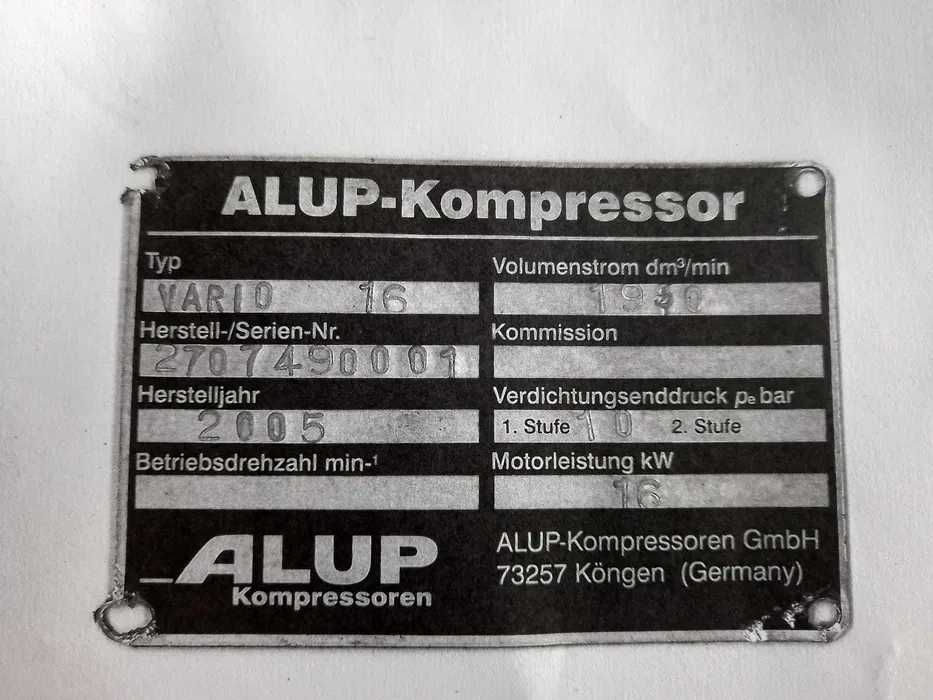 ALUP-Kompressor
Typ
VARIO 16
Volumenstrom dm³/min
Herstell-/Serien-Nr.
2707490001
Kommission
Herstelljahr
2005
Verdichtungsenddruck pe bar
1. Stufe 10 2. Stufe
Betriebsdrehzahl min-¹
Motorleistung kW
16
ALUP
Kompressoren
ALUP-Kompressoren GmbH
73257 Köngen (Germany)